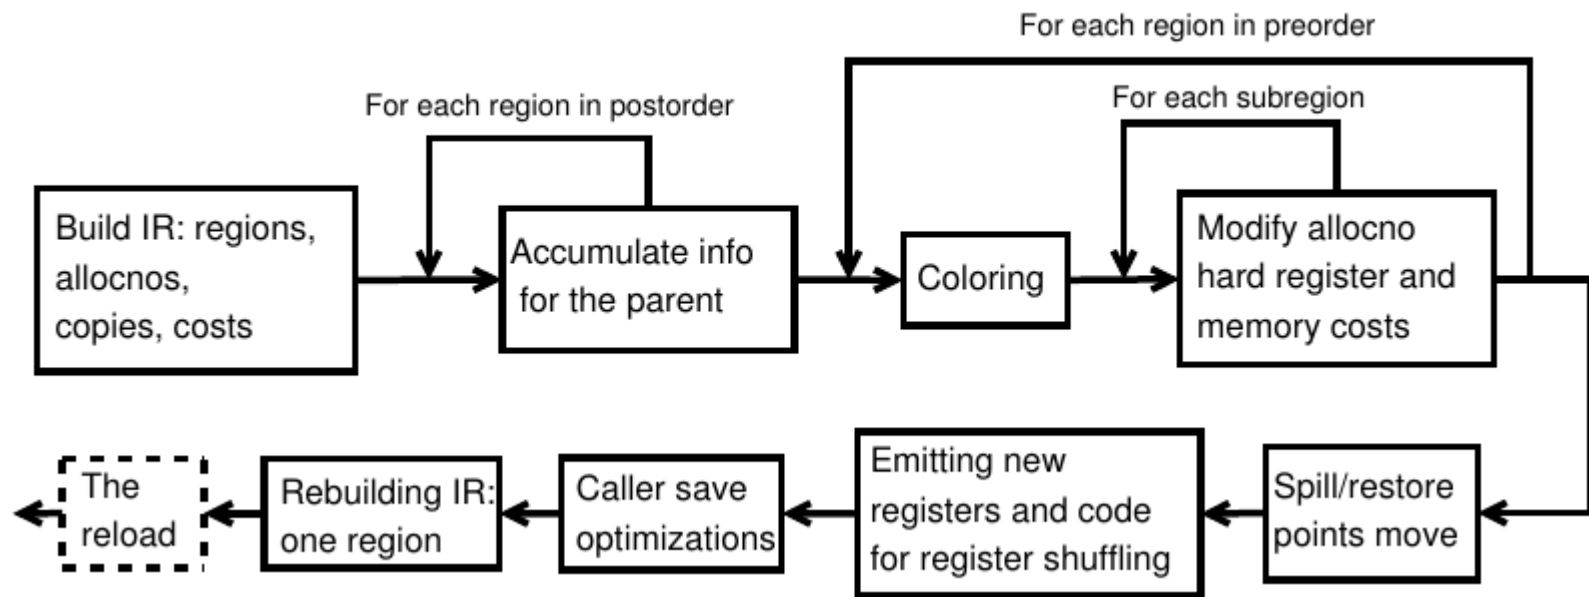 For each region in preorder
For each region in postorder
For each subregion
Build IR: regions,
allocnos,
copies, costs
Accumulate info
for the parent
Coloring
Modify allocno
hard register and
memory costs
The
reload
Rebuilding IR:
one region
Caller save
optimizations
Emitting new
registers and code
for register shuffling
Spill/restore
points move